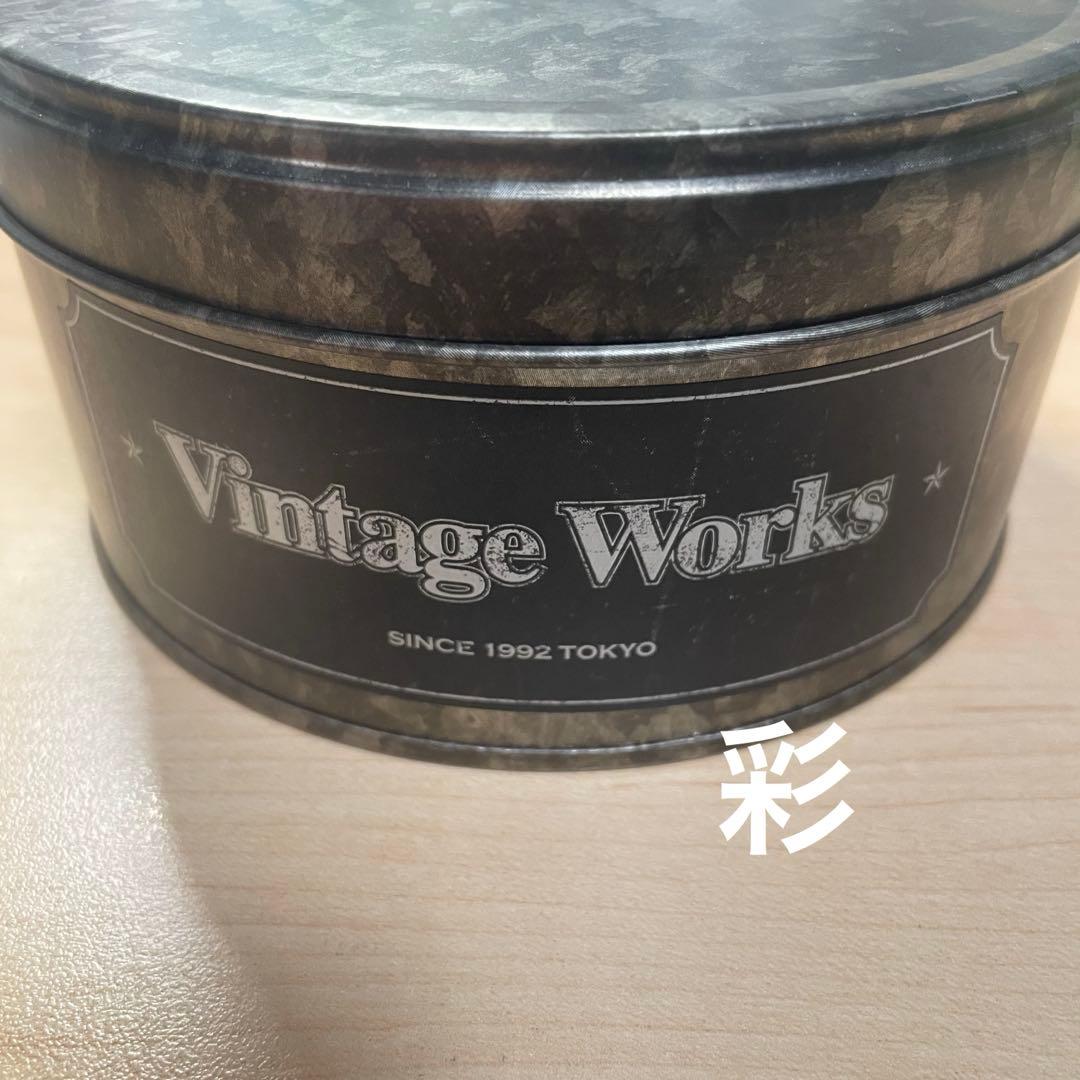 Vintage Works
SINCE 1992 TOKYO
彩